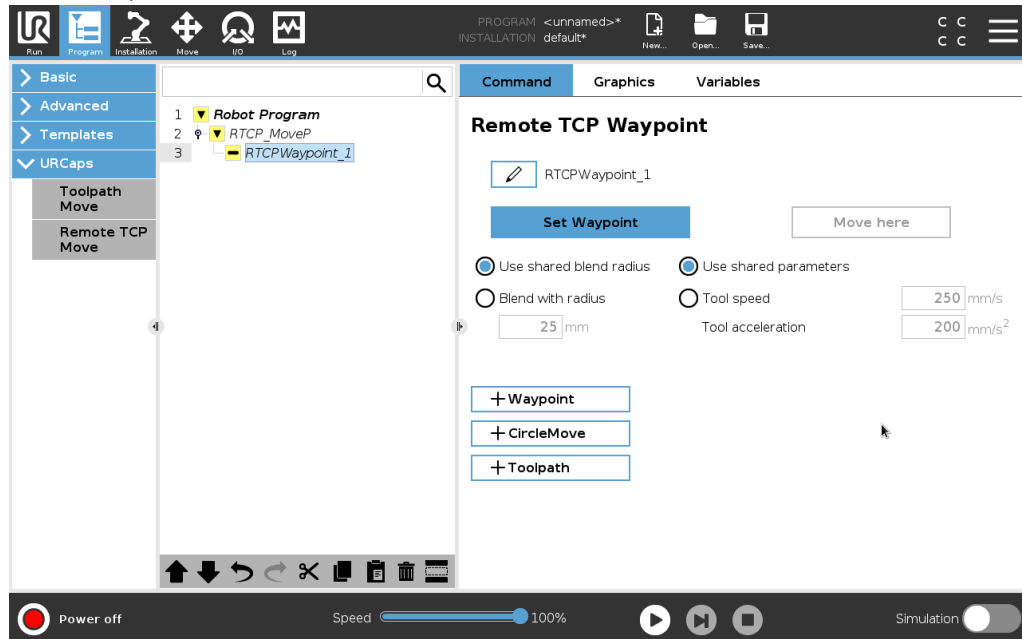 PROGRAM <unnamed>*
INSTALLATION default*
UR
Run
Program
Installation
Move
I/O
Log
New...
Open...
Save...
C C
C C
Basic
Advanced
Templates
URCaps
Toolpath
Move
Remote TCP
Move
1 Robot Program
2 RTCP_MoveP
3 RTCPWaypoint_1
Command Graphics Variables
Remote TCP Waypoint
RTCPWaypoint_1
Set Waypoint Move here
Use shared blend radius Use shared parameters
Blend with radius Tool speed 250 mm/s
25 mm Tool acceleration 200 mm/s²
+ Waypoint
+ CircleMove
+ Toolpath
Power off Speed 100% Simulation